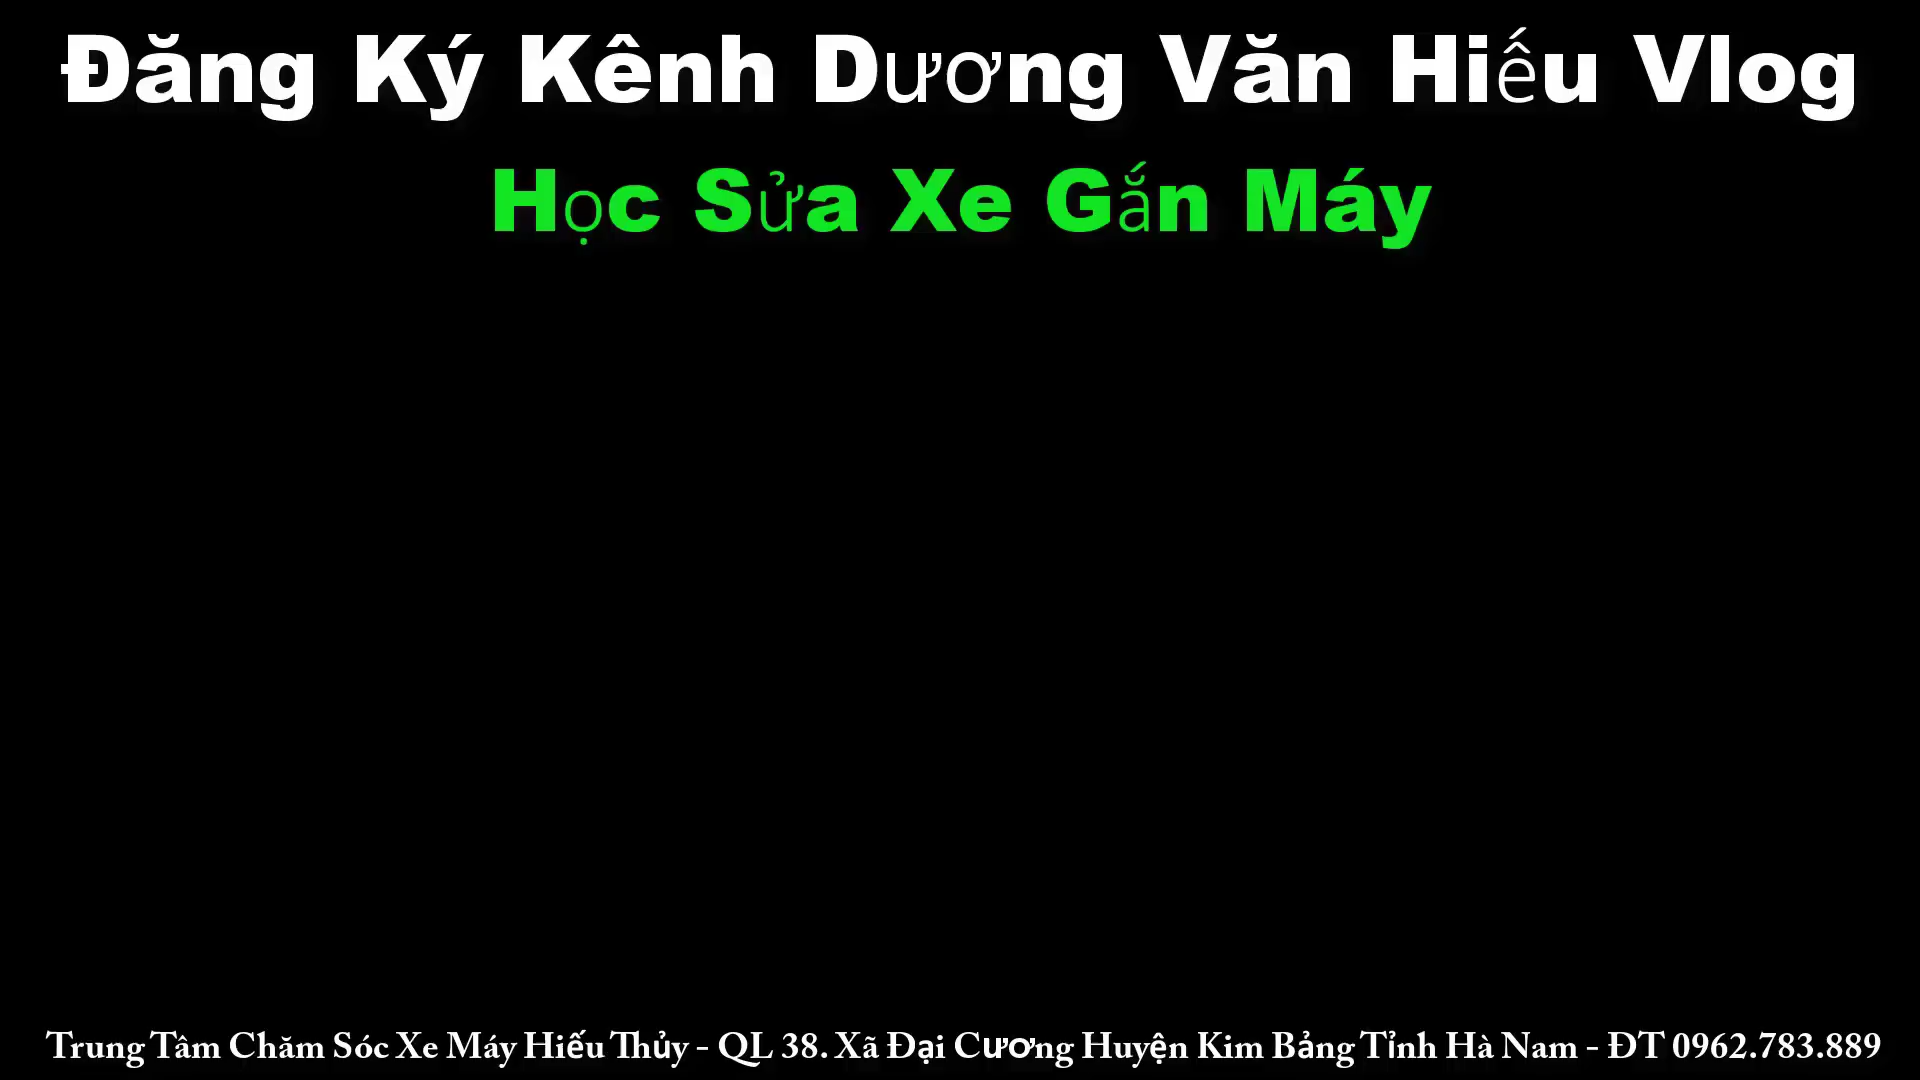 Đăng Ký Kênh Dương Văn Hiếu Vlog
Học Sửa Xe Gắn Máy
Trung Tâm Chăm Sóc Xe Máy Hiếu Thủy - QL 38. Xã Đại Cương Huyện Kim Bảng Tỉnh Hà Nam - ĐT 0962.783.889